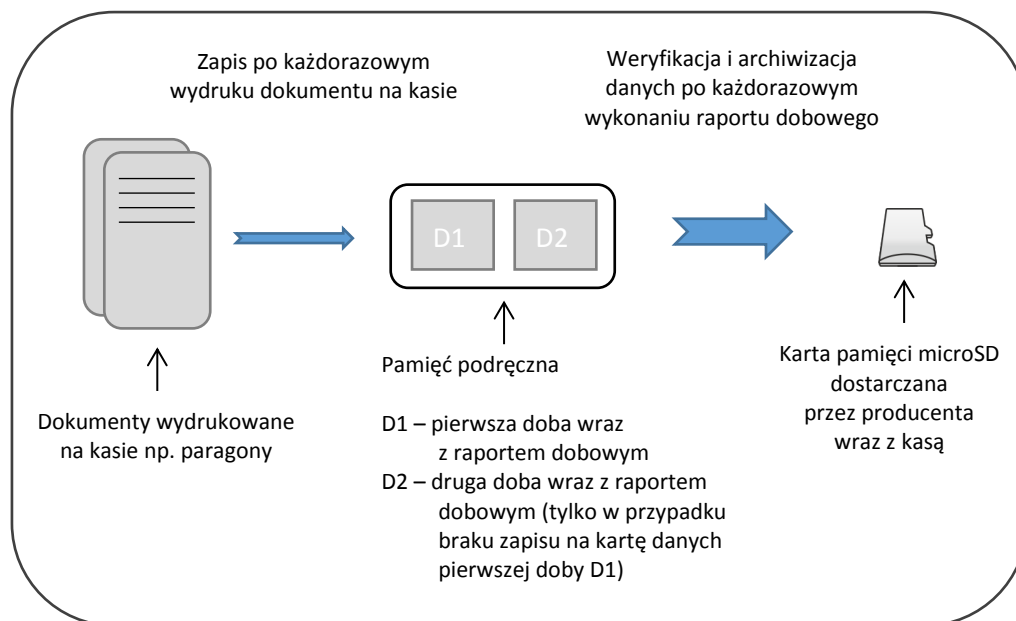 Zapis po każdorazowym
wydruku dokumentu na kasie
Weryfikacja i archiwizacja
danych po każdorazowym
wykonaniu raportu dobowego
D1
D2
Dokumenty wydrukowane
na kasie np. paragony
Pamięć podręczna
D1 – pierwsza doba wraz
z raportem dobowym
D2 – druga doba wraz z raportem
dobowym (tylko w przypadku
braku zapisu na kartę danych
pierwszej doby D1)
Karta pamięci microSD
dostarczana
przez producenta
wraz z kasą